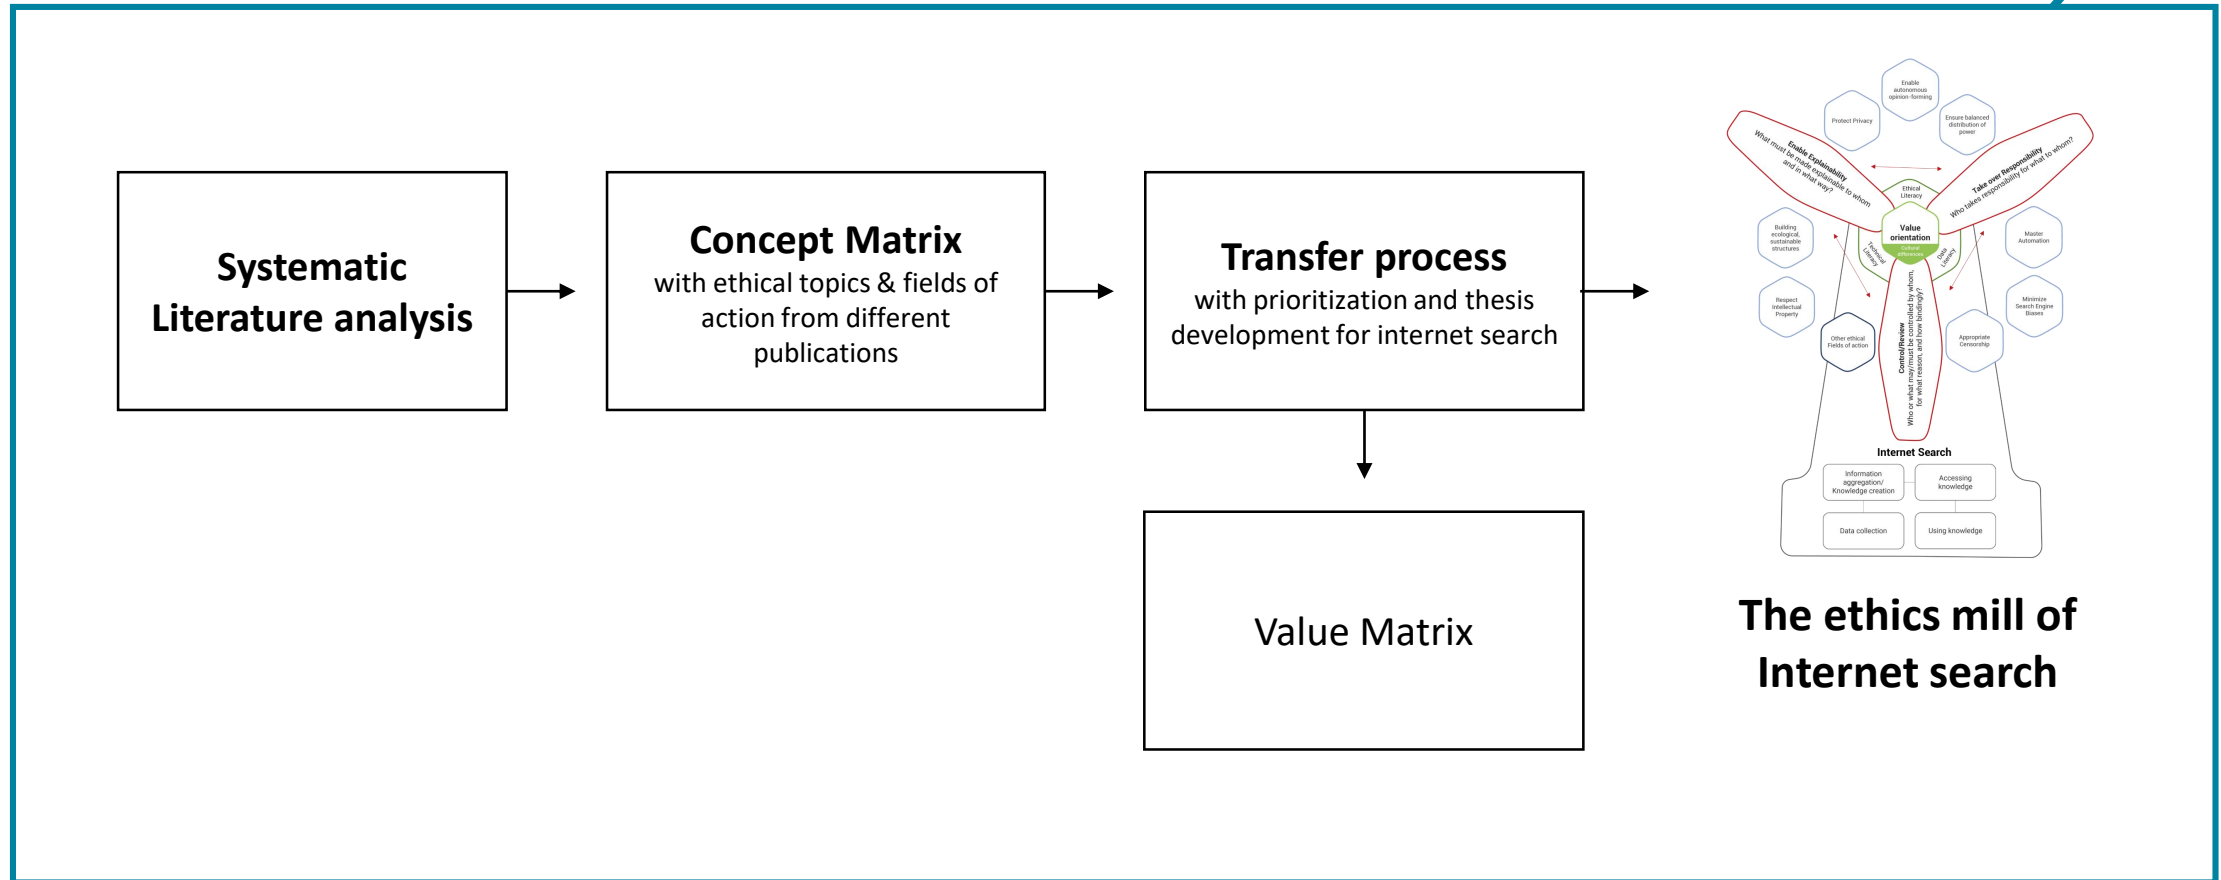 Systematic
Literature analysis
Concept Matrix
with ethical topics & fields of
action from different
publications
Transfer process
with prioritization and thesis
development for internet search
Value Matrix
Enable
autonomous
opinion-forming
Protect Privacy
Ensure balanced
distribution of
power
Enable Explainability
What must be made explainable to whom
and in what way?
Take over Responsibility
Who takes responsibility for what to whom?
Ethical
Literacy
Value
orientation
Cultural
differences
Technical
Literacy
Data
Literacy
Building
ecological,
sustainable
structures
Master
Automation
Respect
Intellectual
Property
Minimize
Search Engine
Biases
Other ethical
Fields of action
Appropriate
Censorship
Control/Review
Who or what may/must be controlled by whom,
for what reason, and how bindingly?
Internet Search
Information
aggregation/
Knowledge creation
Accessing
knowledge
Data collection
Using knowledge
The ethics mill of
Internet search